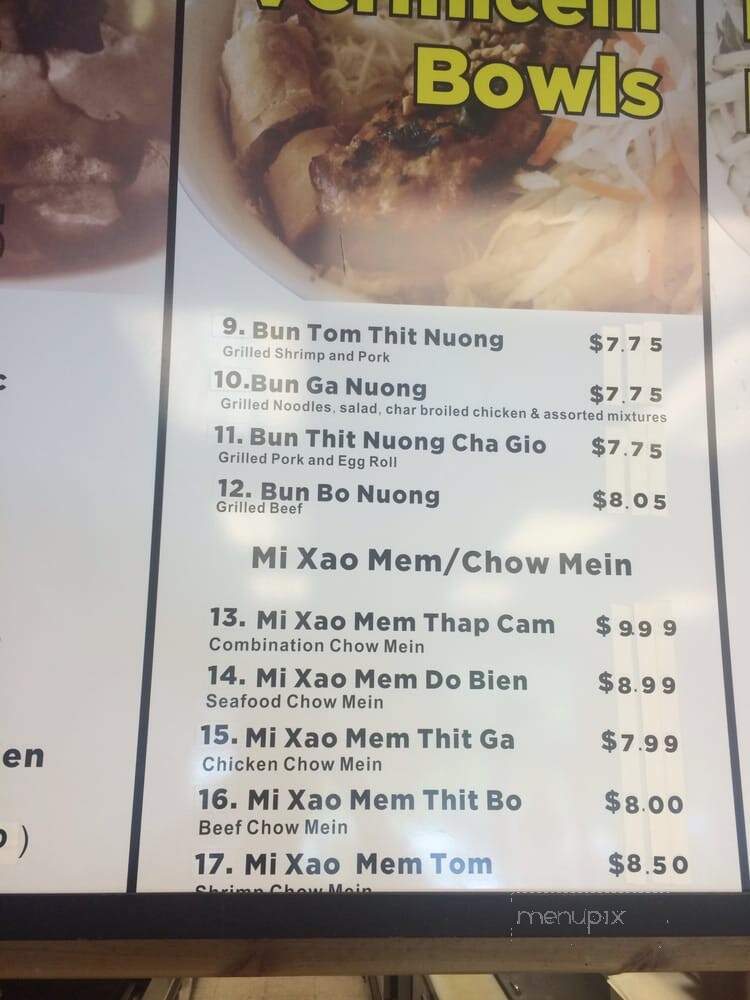 Vermicelli
Bowls
9. Bun Tom Thit Nuong $7.75
Grilled Shrimp and Pork
10.Bun Ga Nuong $7.75
Grilled Noodles, salad, char broiled chicken & assorted mixtures
11. Bun Thit Nuong Cha Gio $7.75
Grilled Pork and Egg Roll
12. Bun Bo Nuong $8.05
Grilled Beef
Mi Xao Mem/Chow Mein
13. Mi Xao Mem Thap Cam $9.99
Combination Chow Mein
14. Mi Xao Mem Do Bien $8.99
Seafood Chow Mein
15. Mi Xao Mem Thit Ga $7.99
Chicken Chow Mein
16. Mi Xao Mem Thit Bo $8.00
Beef Chow Mein
17. Mi Xao Mem Tom $8.50
Shrimp Chow Mein
en
)
menupix